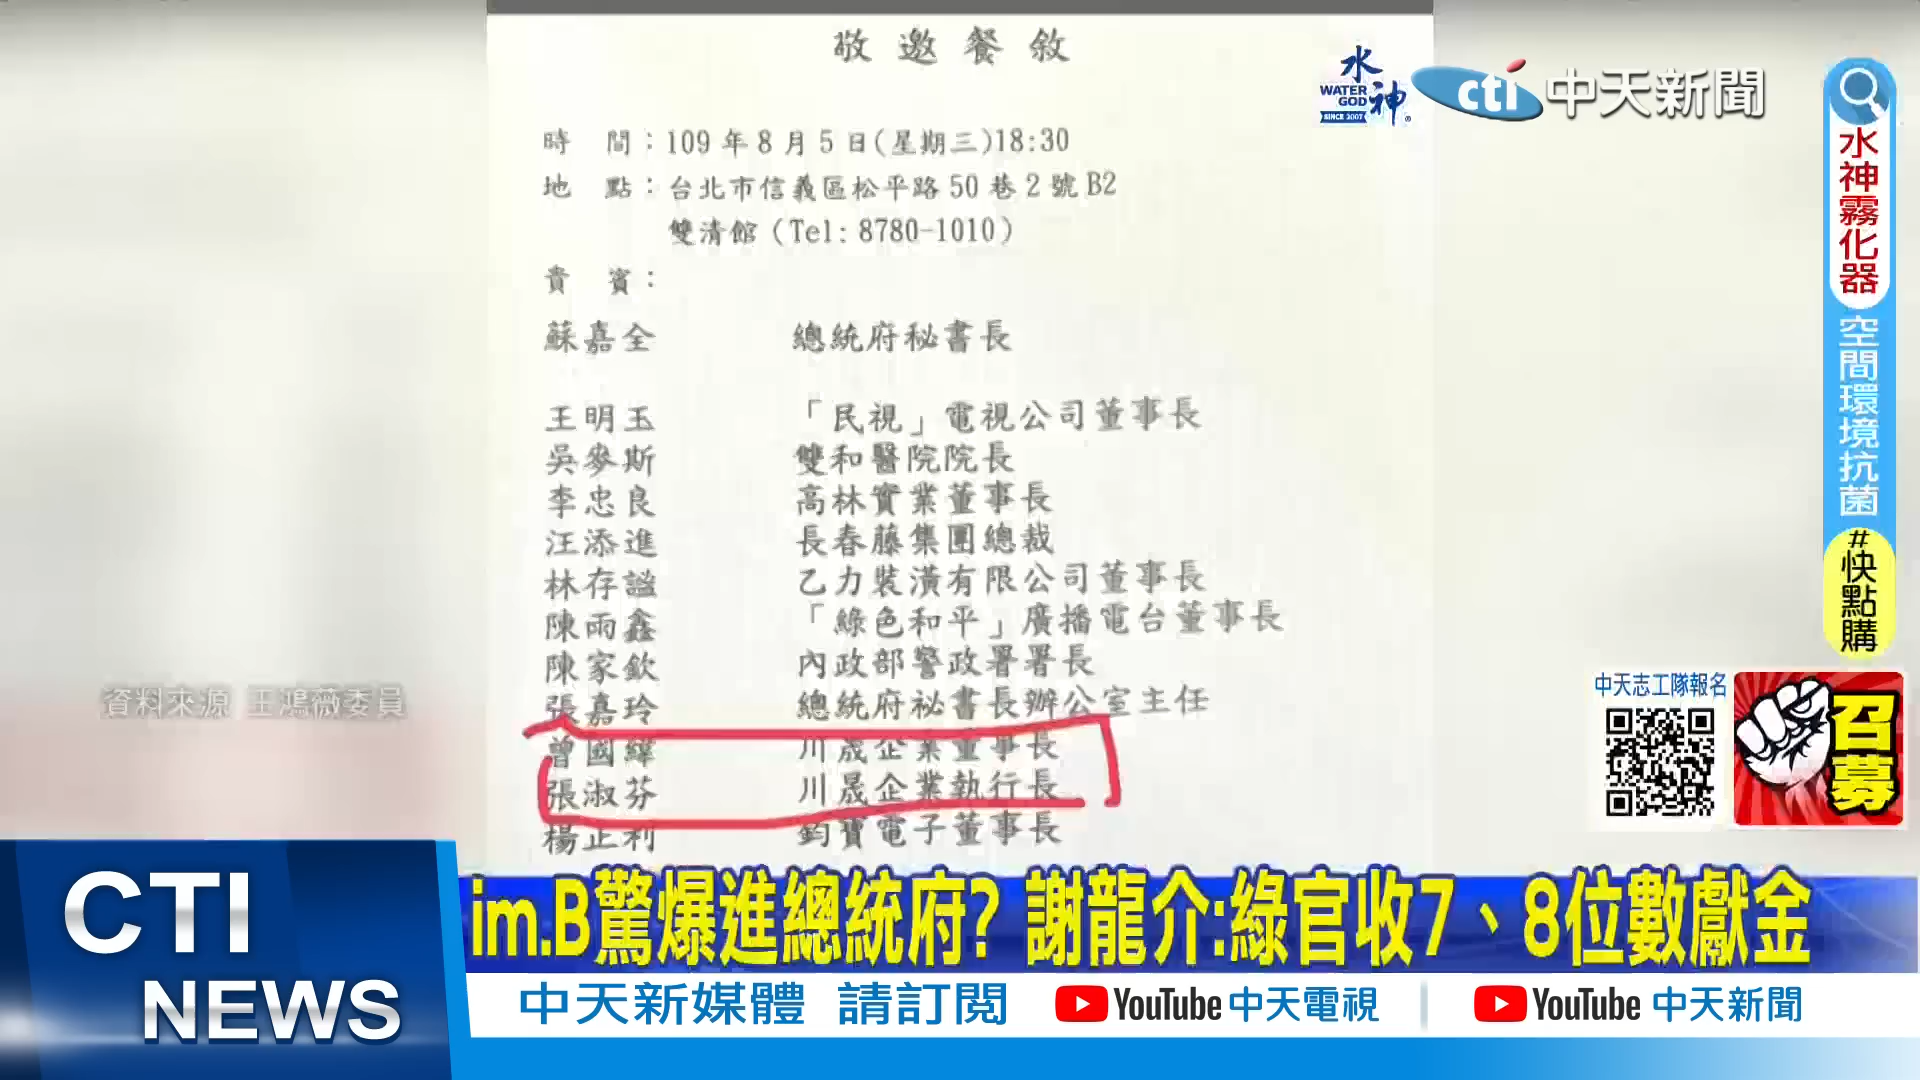 敬邀餐敘
時 間：109年8月5日(星期三)18:30
地 點：台北市信義區松平路50巷2號B2
雙清館（Tel: 8780-1010）
貴 賓：
蘇嘉全 總統府秘書長
王明玉 「民視」電視公司董事長
吳麥斯 雙和醫院院長
李忠良 高林實業董事長
汪添進 長春藤集團總裁
林存謚 乙力裝潢有限公司董事長
陳雨鑫 「綠色和平」廣播電台董事長
陳家欽 內政部警政署署長
張嘉玲 總統府祕書長辦公室主任
曾國緯 川晟企業董事長
張淑芬 川晟企業執行長
楊正利 鈞寶電子董事長
資料來源 王鴻薇委員
水神
WATER GOD
SINCE 2007
cti 中天新聞
水神霧化器
空間環境抗菌
#快點購
中天志工隊報名
召募
CTI NEWS
im.B驚爆進總統府? 謝龍介:綠官收7、8位數獻金
中天新媒體 請訂閱 YouTube 中天電視 | YouTube 中天新聞